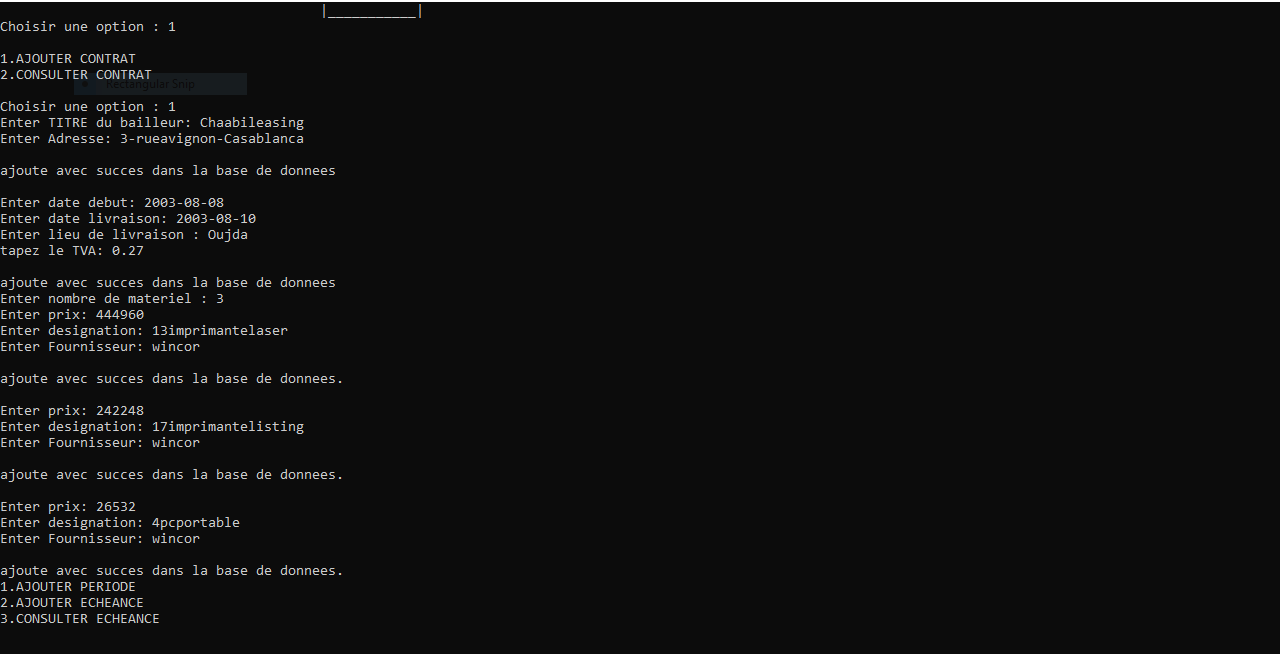 |___________|
Choisir une option : 1
1.AJOUTER CONTRAT
2.CONSULTER CONTRAT
Rectangular Snip
Choisir une option : 1
Enter TITRE du bailleur: Chaabileasing
Enter Adresse: 3-rueavignon-Casablanca
ajoute avec succes dans la base de donnees
Enter date debut: 2003-08-08
Enter date livraison: 2003-08-10
Enter lieu de livraison : Oujda
tapez le TVA: 0.27
ajoute avec succes dans la base de donnees
Enter nombre de materiel : 3
Enter prix: 444960
Enter designation: 13imprimantelaser
Enter Fournisseur: wincor
ajoute avec succes dans la base de donnees.
Enter prix: 242248
Enter designation: 17imprimantelisting
Enter Fournisseur: wincor
ajoute avec succes dans la base de donnees.
Enter prix: 26532
Enter designation: 4pcportable
Enter Fournisseur: wincor
ajoute avec succes dans la base de donnees.
1.AJOUTER PERIODE
2.AJOUTER ECHEANCE
3.CONSULTER ECHEANCE